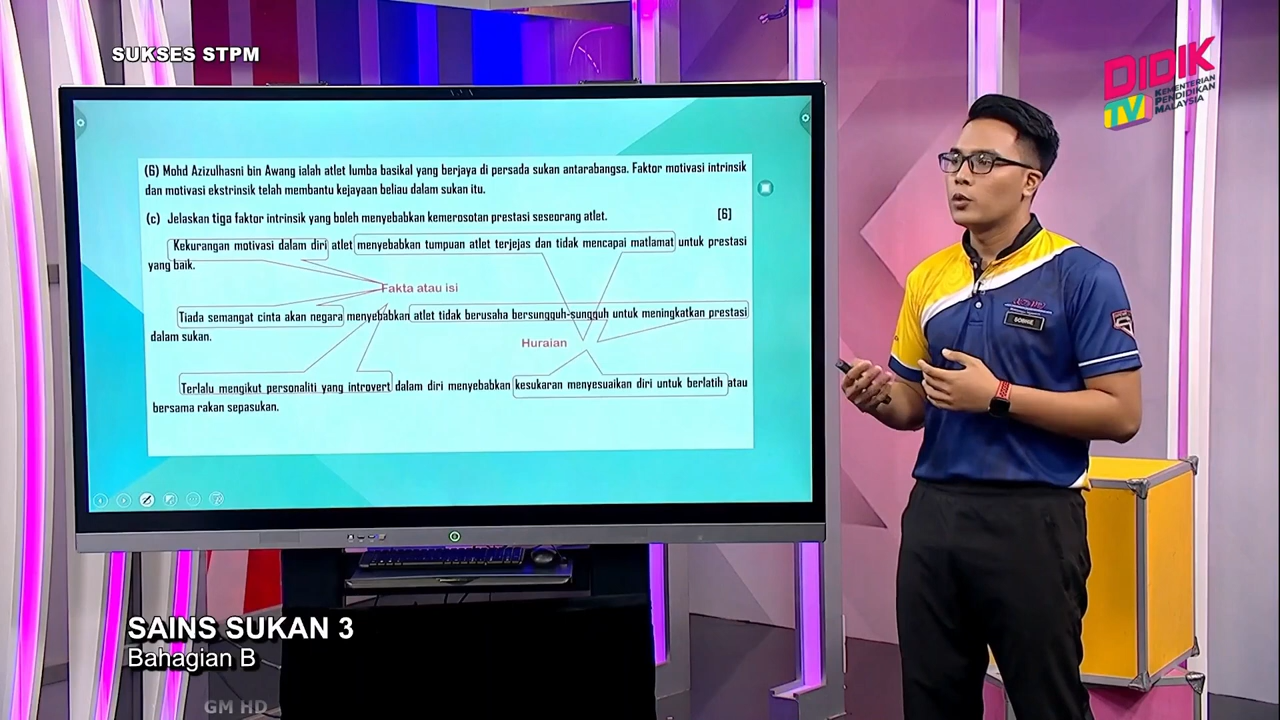 SUKSES STPM
DIDIK
TV
KEMENTERIAN
PENDIDIKAN
MALAYSIA
(6) Mohd Azizulhasni bin Awang ialah atlet lumba basikal yang berjaya di persada sukan antarabangsa. Faktor motivasi intrinsik
dan motivasi ekstrinsik telah membantu kejayaan beliau dalam sukan itu.
(c) Jelaskan tiga faktor intrinsik yang boleh menyebabkan kemerosotan prestasi seseorang atlet. [6]
Kekurangan motivasi dalam diri atlet menyebabkan tumpuan atlet terjejas dan tidak mencapai matlamat untuk prestasi
yang baik.
Fakta atau isi
Tiada semangat cinta akan negara menyebabkan atlet tidak berusaha bersungguh-sungguh untuk meningkatkan prestasi
dalam sukan.
Huraian
Terlalu mengikut personaliti yang introvert dalam diri menyebabkan kesukaran menyesuaikan diri untuk berlatih atau
bersama rakan sepasukan.
SAINS SUKAN 3
Bahagian B
GM HD